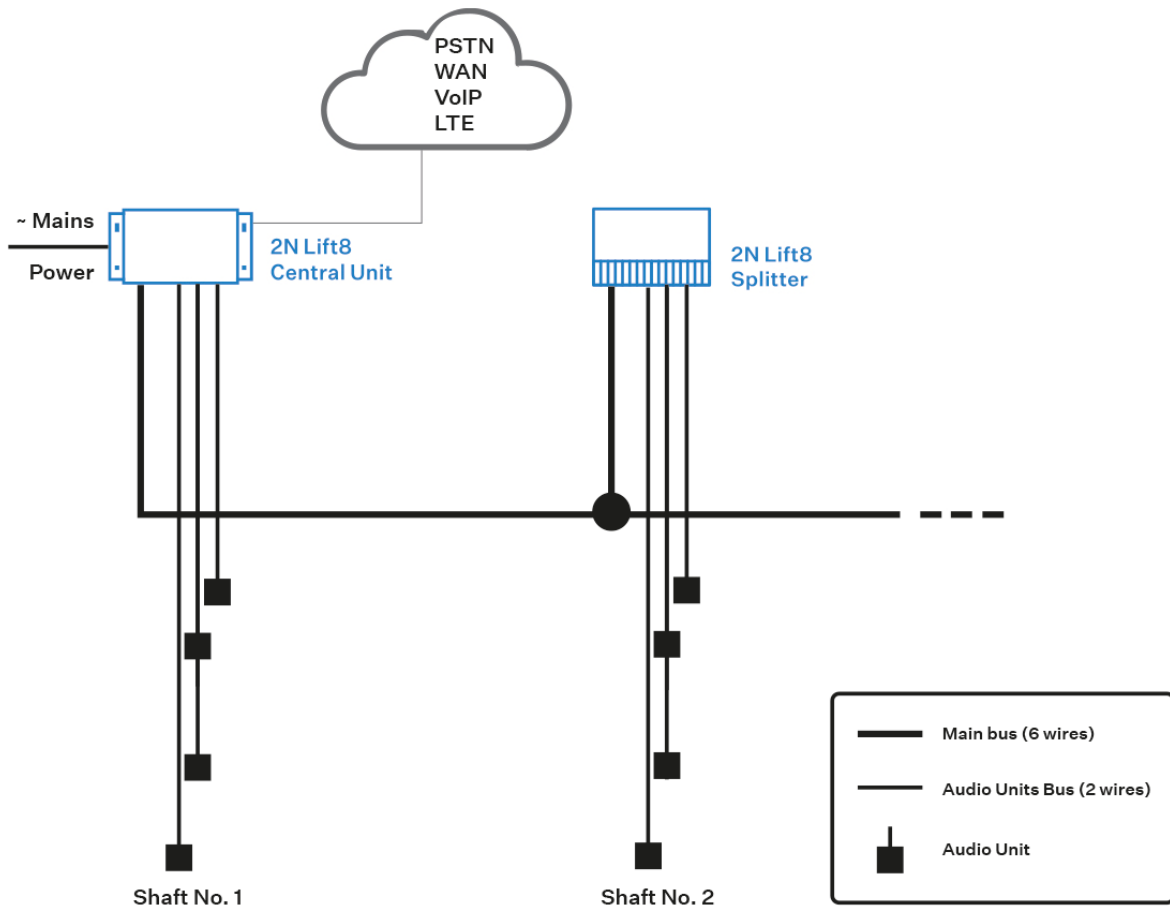 PSTN
WAN
VoIP
LTE
~ Mains
Power
2N Lift8
Central Unit
2N Lift8
Splitter
Main bus (6 wires)
Audio Units Bus (2 wires)
Audio Unit
Shaft No. 1
Shaft No. 2